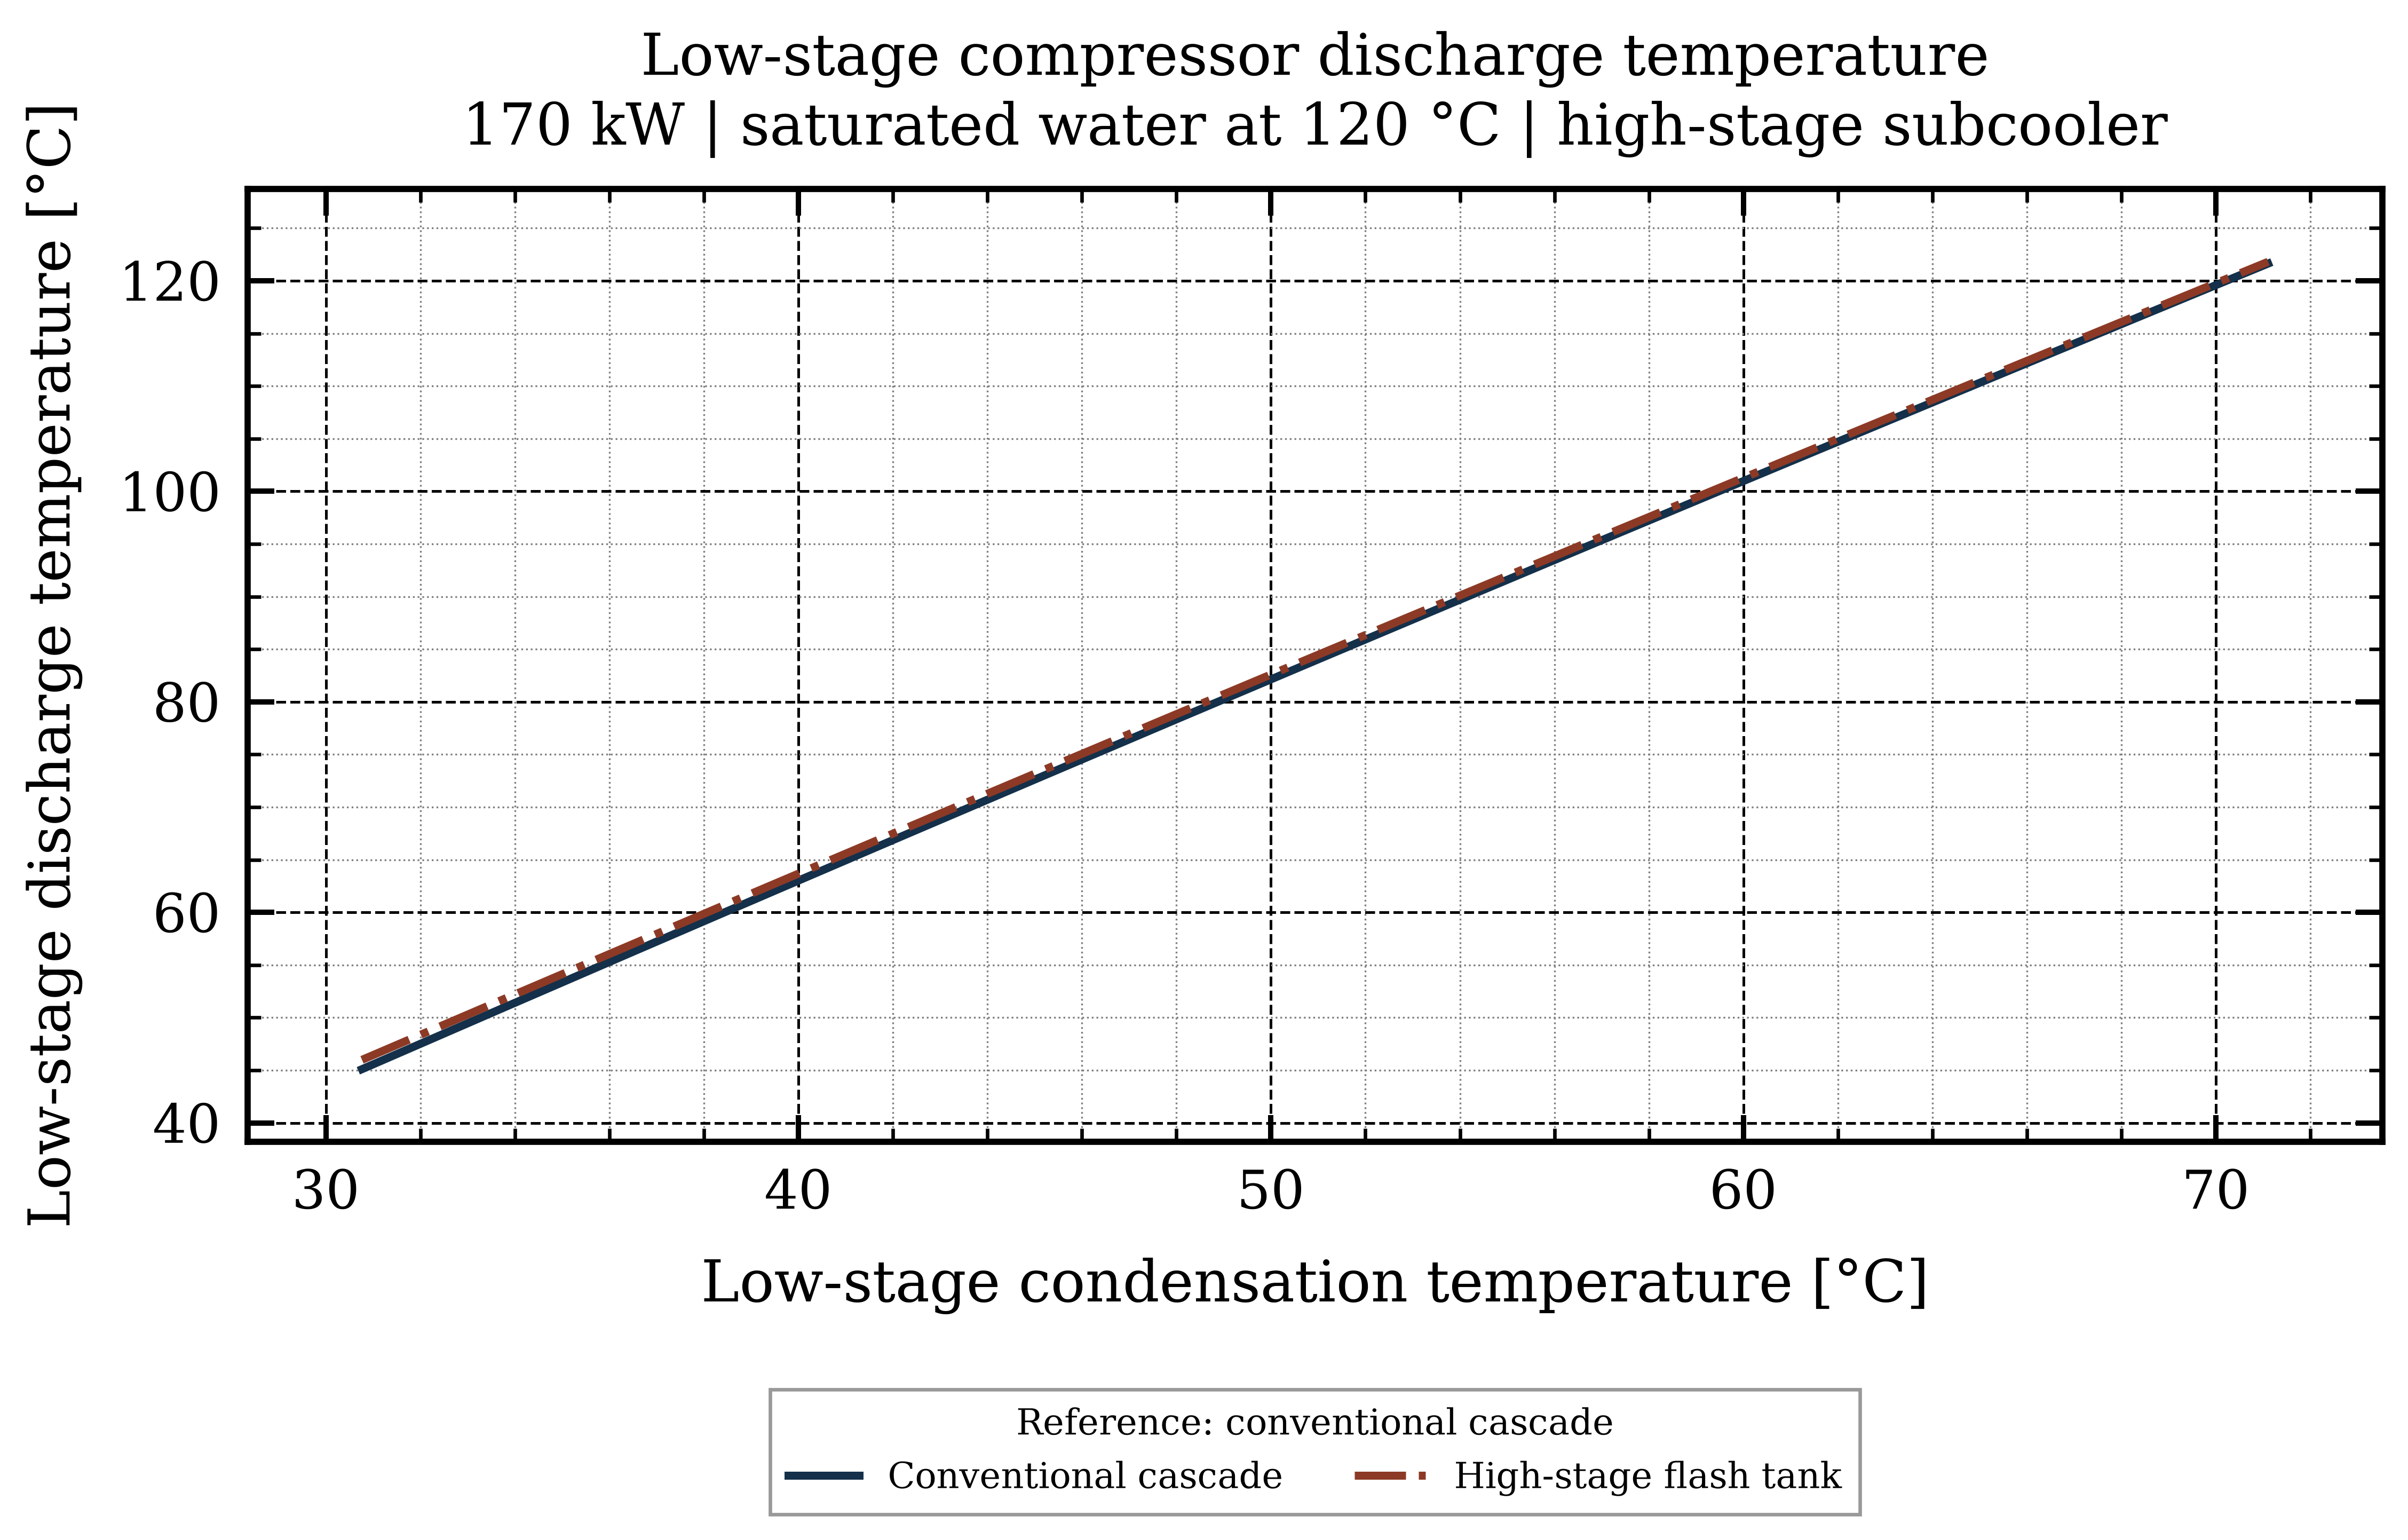 Low-stage compressor discharge temperature
170 kW | saturated water at 120 °C | high-stage subcooler
Low-stage discharge temperature [°C]
120
100
80
60
40
30 40 50 60 70
Low-stage condensation temperature [°C]
Reference: conventional cascade
Conventional cascade High-stage flash tank